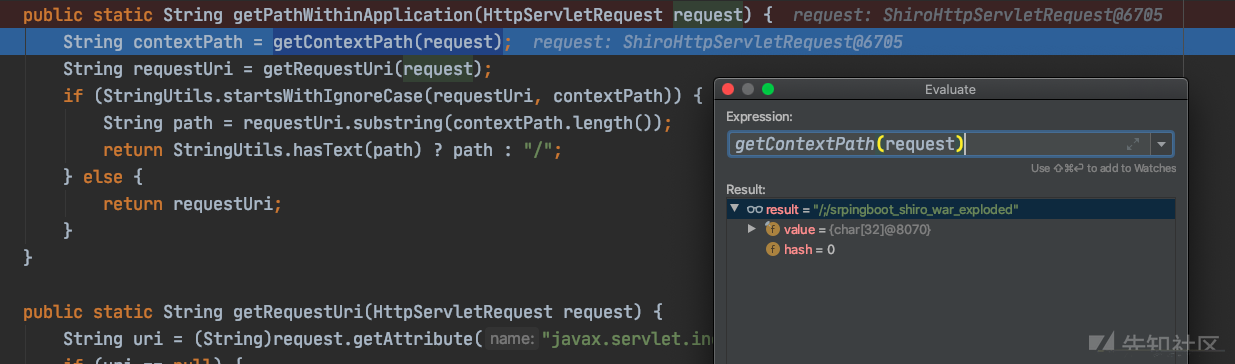 public static String getPathWithinApplication(HttpServletRequest request) { request: ShiroHttpServletRequest@6705
String contextPath = getContextPath(request); request: ShiroHttpServletRequest@6705
String requestUri = getRequestUri(request);
if (StringUtils.startsWithIgnoreCase(requestUri, contextPath)) {
String path = requestUri.substring(contextPath.length());
return StringUtils.hasText(path) ? path : "/";
} else {
return requestUri;
}
}
public static String getRequestUri(HttpServletRequest request) {
String uri = (String)request.getAttribute( name: "javax.servlet.in
if (uri == null) {
Evaluate
Expression:
getContextPath(request)
Use ⇧⌘⏎ to add to Watches
Result:
result = "/;/srpingboot_shiro_war_exploded"
value = {char[32]@8070}
hash = 0
先知社区